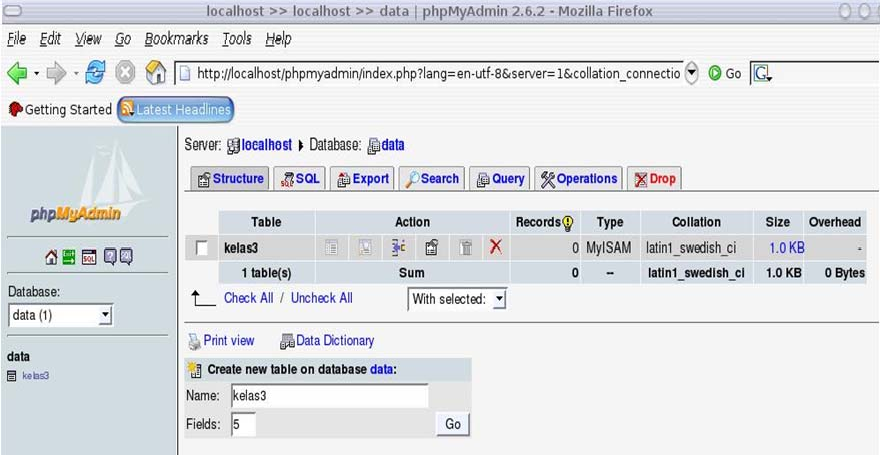 localhost >> localhost >> data | phpMyAdmin 2.6.2 - Mozilla Firefox
File Edit View Go Bookmarks Tools Help
http://localhost/phpmyadmin/index.php?lang=en-utf-8&server=1&collation_connectio Go G
Getting Started Latest Headlines
phpMyAdmin
SQL
Database:
data (1)
data
kelas3
Server: localhost Database: data
Structure SQL Export Search Query Operations Drop
Table Action Records Type Collation Size Overhead
kelas3 0 MyISAM latin1_swedish_ci 1.0 KB -
1 table(s) Sum 0 -- latin1_swedish_ci 1.0 KB 0 Bytes
Check All / Uncheck All With selected:
Print view Data Dictionary
Create new table on database data:
Name: kelas3
Fields: 5 Go